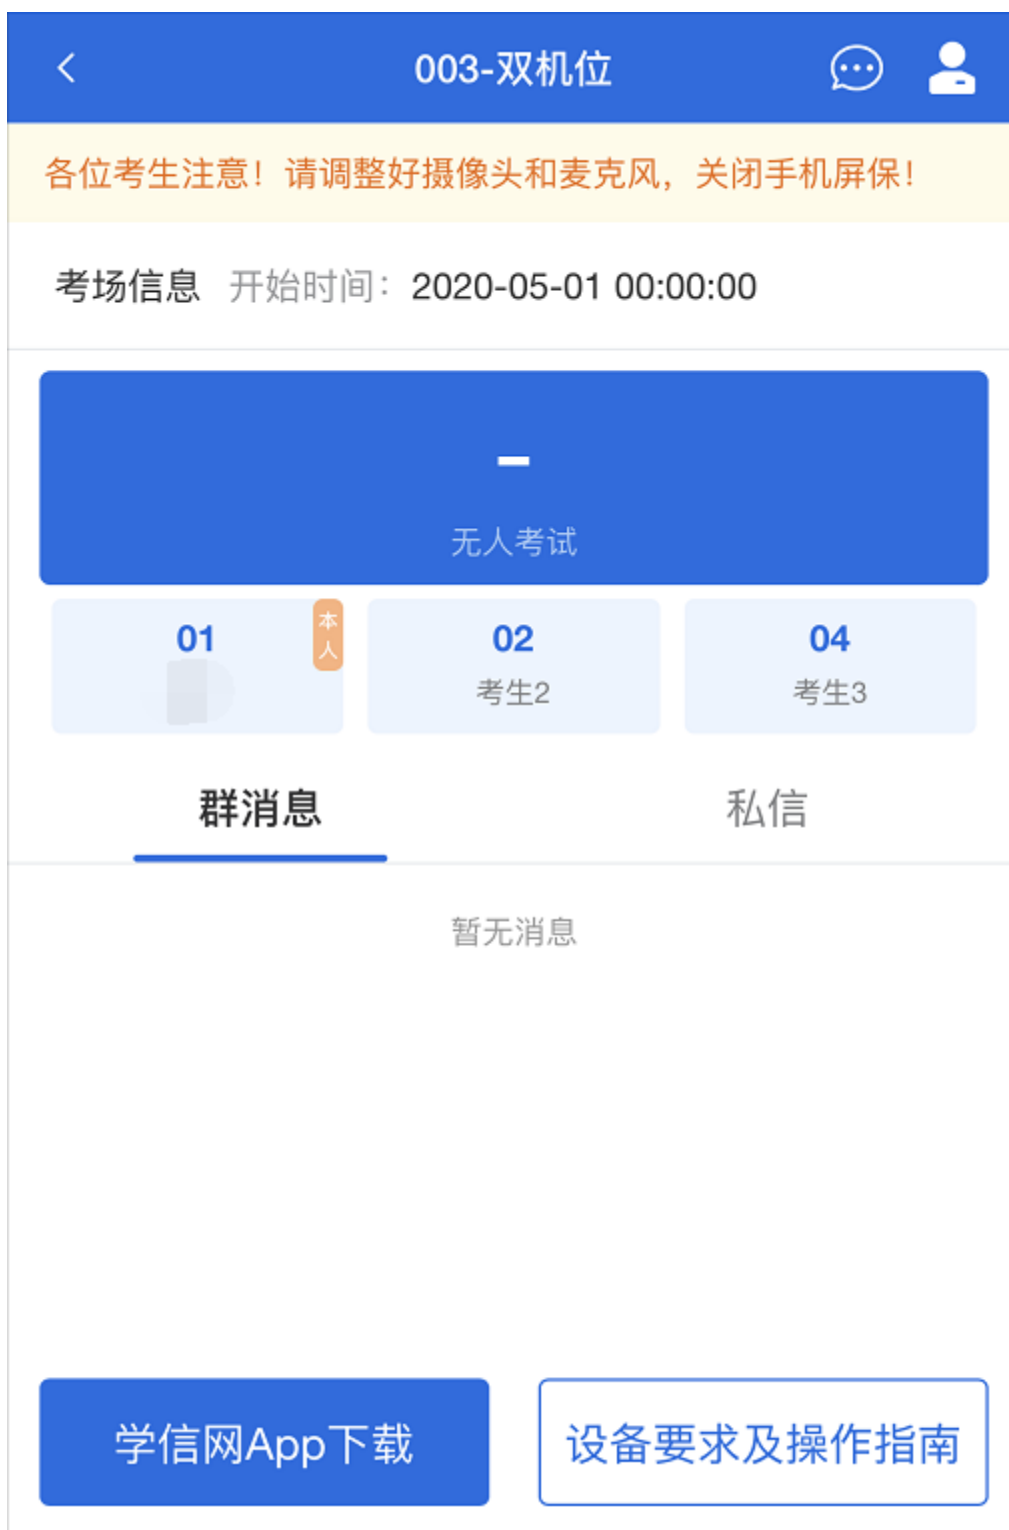 003-双机位
各位考生注意！请调整好摄像头和麦克风，关闭手机屏保！
考场信息 开始时间：2020-05-01 00:00:00
无人考试
01 本人 02 04
考生2 考生3
群消息 私信
暂无消息
学信网App下载 设备要求及操作指南